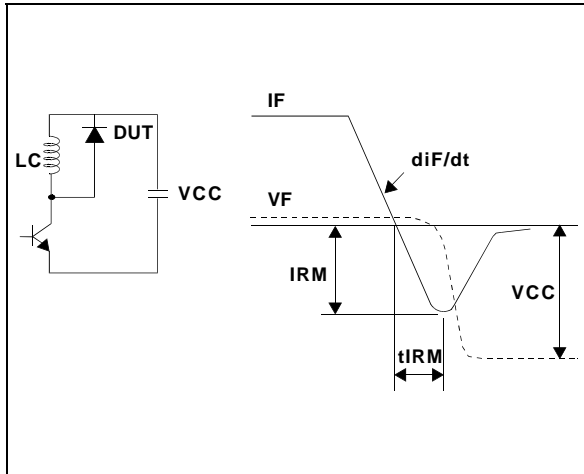 IF
DUT
diF/dt
LC
VCC
VF
IRM
VCC
tIRM